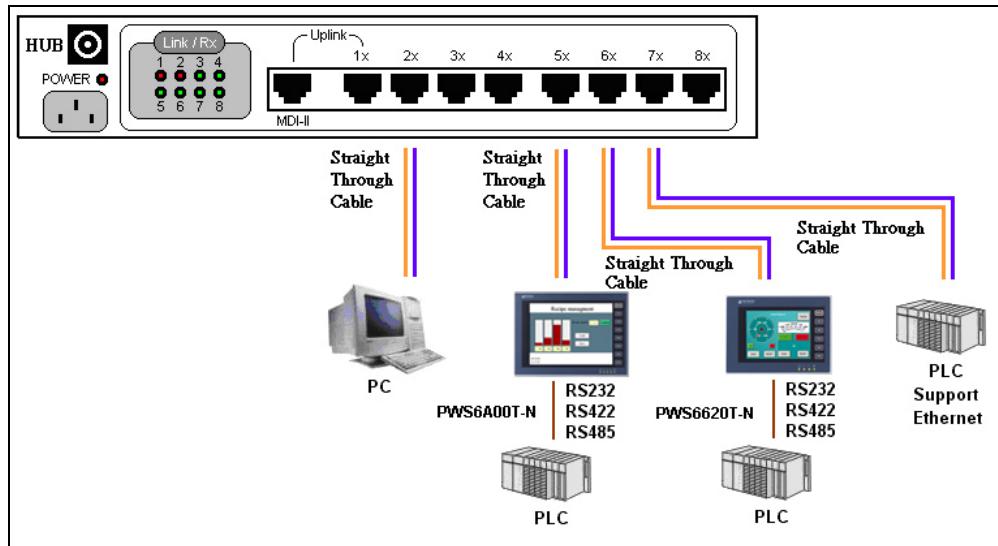 HUB
POWER
Link / Rx
1 2 3 4
5 6 7 8
Uplink
1x 2x 3x 4x 5x 6x 7x 8x
MDI-II
Straight
Through
Cable
Straight
Through
Cable
Straight Through
Cable
Straight Through
Cable
PC
Recipe management
PWS6A00T-N
RS232
RS422
RS485
PLC
PWS6620T-N
RS232
RS422
RS485
PLC
PLC
Support
Ethernet